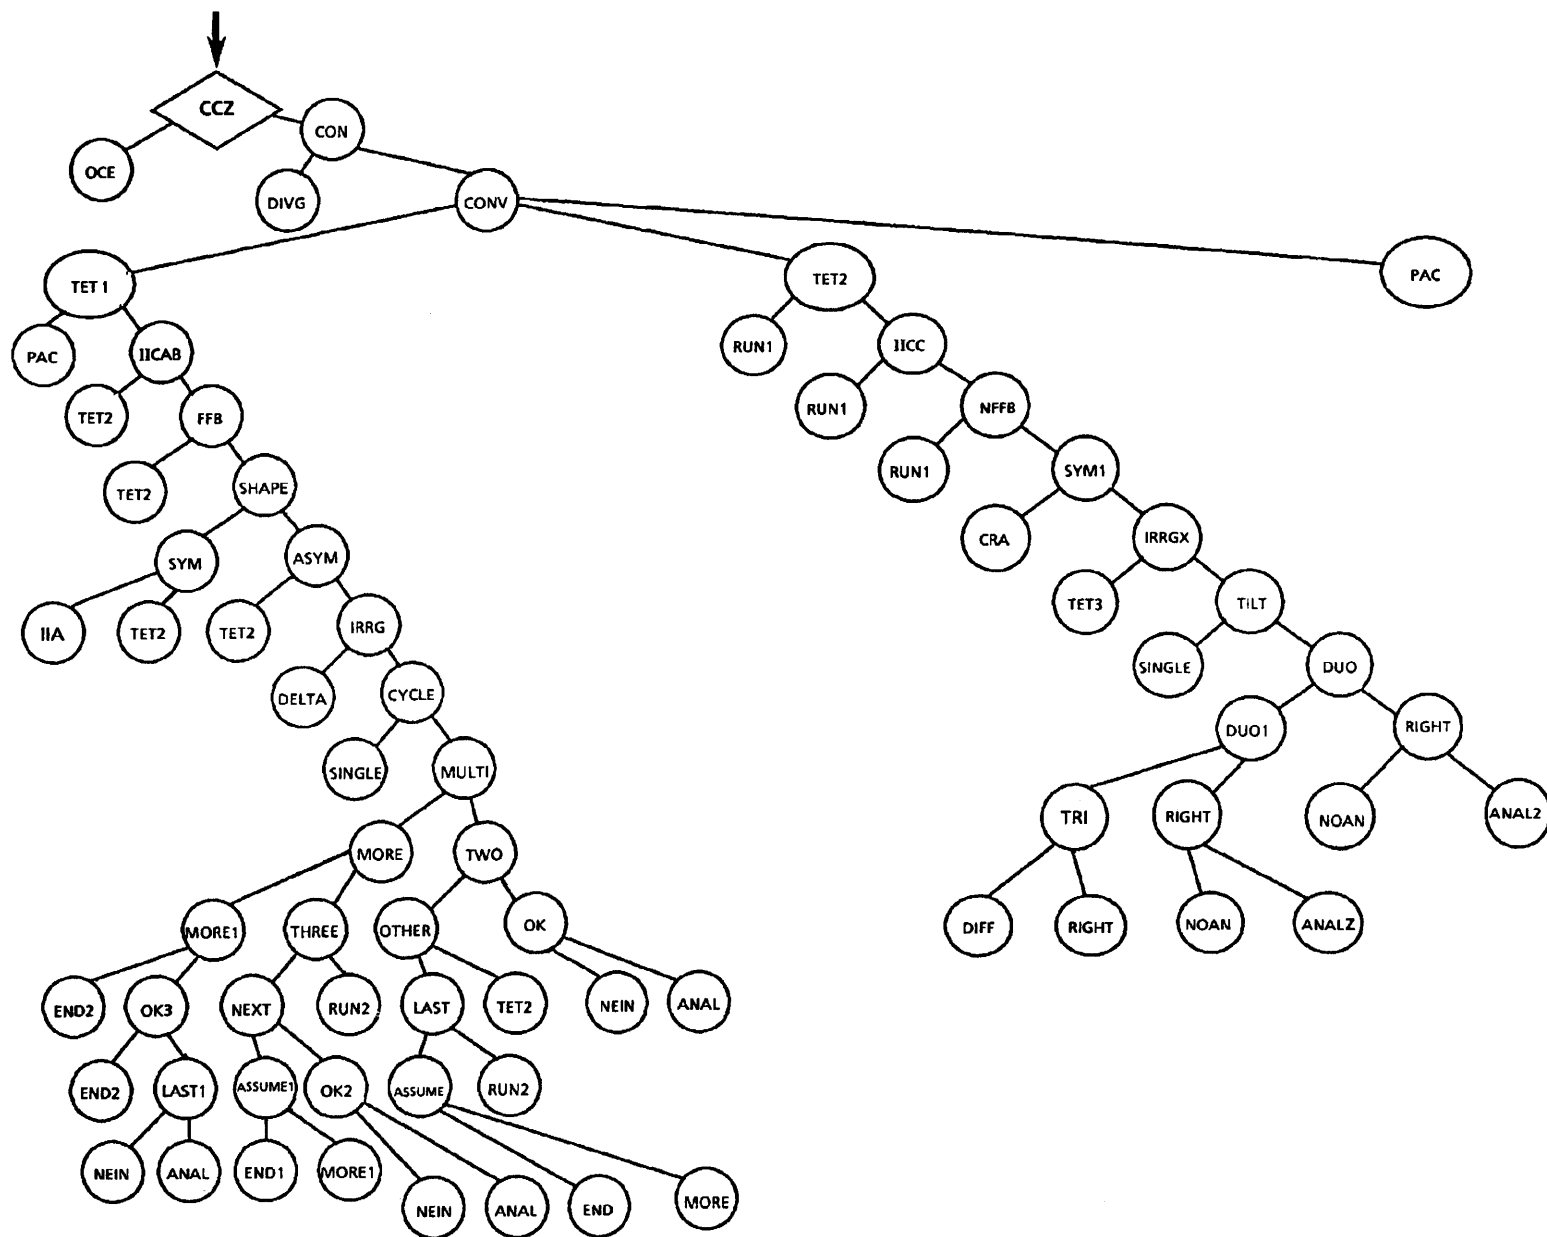 CCZ
CON
OCE
DIVG
CONV
TET 1
TET2
PAC
PAC
IICAB
RUN1
IICC
TET2
FFB
RUN1
NFFB
TET2
SHAPE
RUN1
SYM1
SYM
ASYM
CRA
IRRGX
IIA
TET2
TET2
IRRG
TET3
TILT
DELTA
CYCLE
SINGLE
DUO
SINGLE
MULTI
DUO1
RIGHT
MORE
TWO
TRI
RIGHT
NOAN
ANAL2
MORE1
THREE
OTHER
OK
DIFF
RIGHT
NOAN
ANALZ
END2
OK3
NEXT
RUN2
LAST
TET2
NEIN
ANAL
END2
LAST1
ASSUME1
OK2
ASSUME
RUN2
NEIN
ANAL
END1
MORE1
NEIN
ANAL
END
MORE